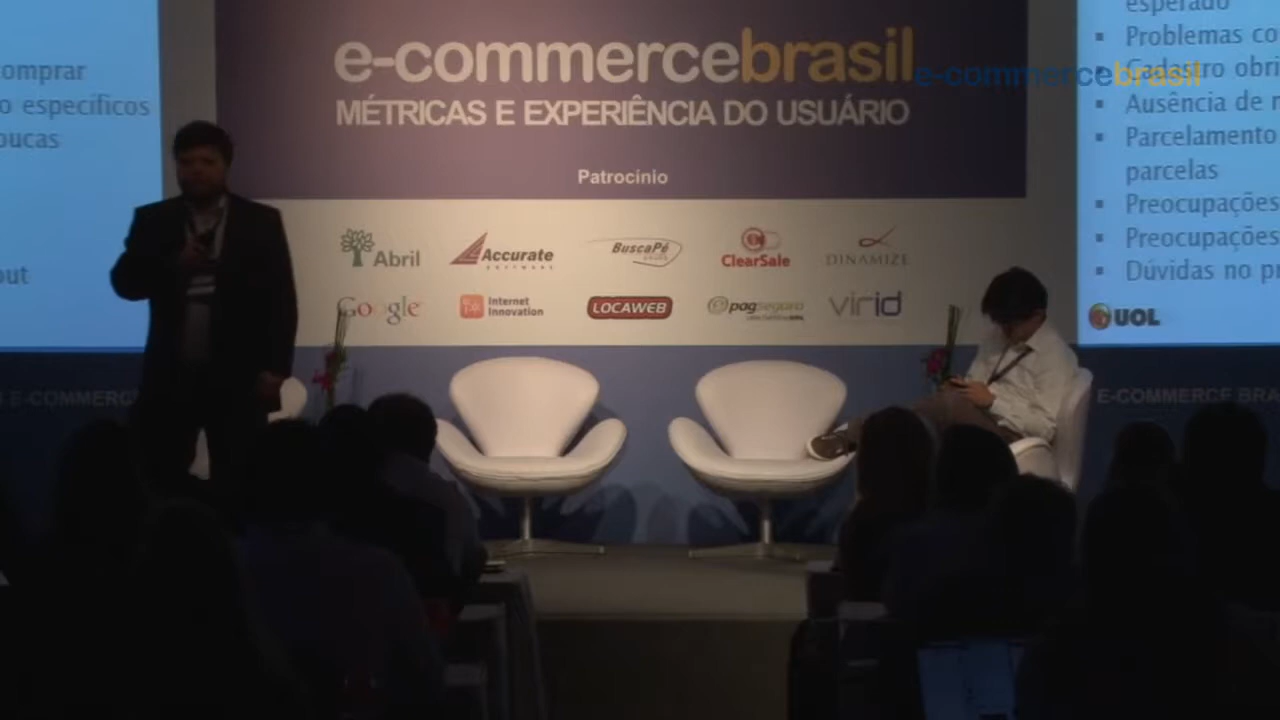 e-commercebrasil
MÉTRICAS E EXPERIÊNCIA DO USUÁRIO
Patrocinio
Abril
Accurate
SOFTWARE
BuscaPé
ClearSale
DINAMIZE
Google
Internet
Innovation
LOCAWEB
pagseguro
virid
e-commercebrasil
omprar
o específicos
oucas
out
esperado
Problemas co
Cadastro obri
Ausência de
Parcelamento
parcelas
Preocupações
Preocupações
Dúvidas no
UOL
E-COMMERCE
E-COMMERCE BRA